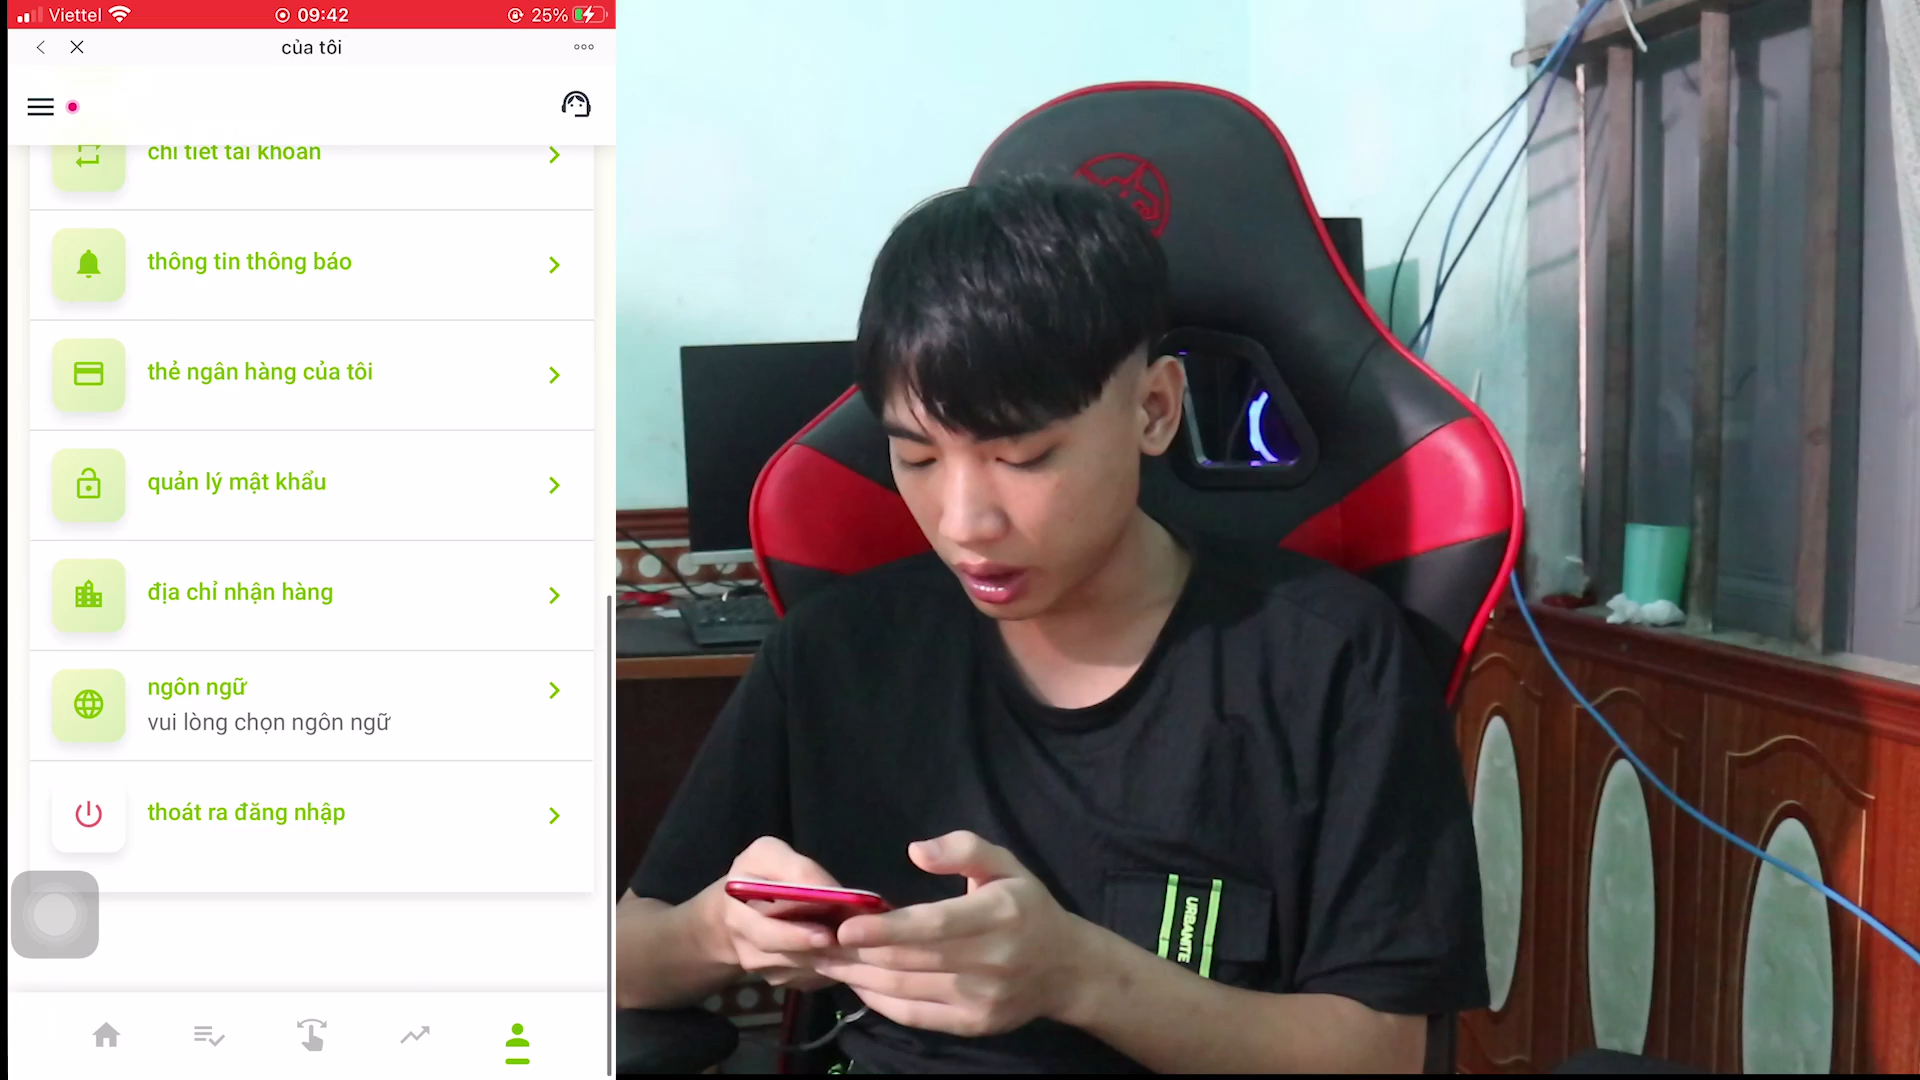 Viettel 09:42 25%
của tôi
chi tiết tài khoản
thông tin thông báo
thẻ ngân hàng của tôi
quản lý mật khẩu
địa chỉ nhận hàng
ngôn ngữ
vui lòng chọn ngôn ngữ
thoát ra đăng nhập
URBANITE